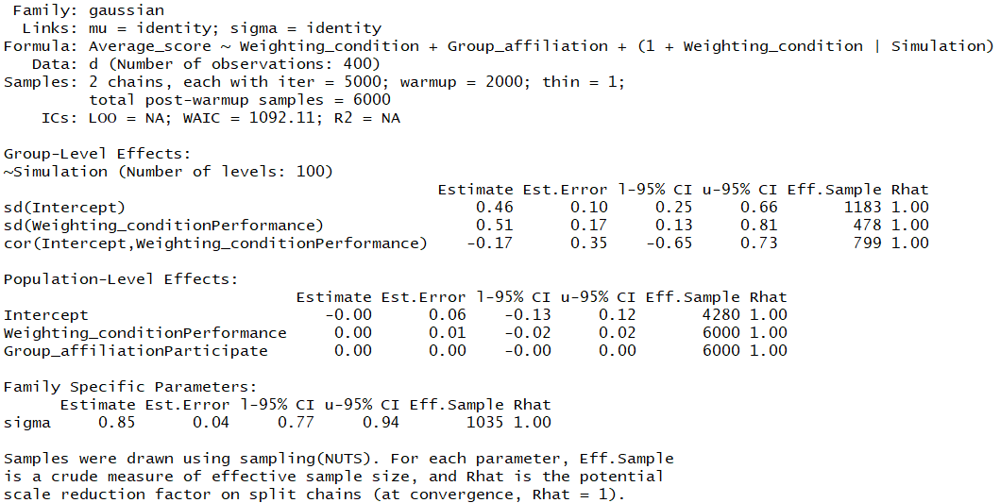 Family: gaussian
Links: mu = identity; sigma = identity
Formula: Average_score ~ Weighting_condition + Group_affiliation + (1 + Weighting_condition | Simulation)
Data: d (Number of observations: 400)
Samples: 2 chains, each with iter = 5000; warmup = 2000; thin = 1;
total post-warmup samples = 6000
ICs: LOO = NA; WAIC = 1092.11; R2 = NA

Group-Level Effects:
~Simulation (Number of levels: 100)
Estimate Est.Error l-95% CI u-95% CI Eff.Sample Rhat
sd(Intercept) 0.46 0.10 0.25 0.66 1183 1.00
sd(Weighting_conditionPerformance) 0.51 0.17 0.13 0.81 478 1.00
cor(Intercept,Weighting_conditionPerformance) -0.17 0.35 -0.65 0.73 799 1.00

Population-Level Effects:
Estimate Est.Error l-95% CI u-95% CI Eff.Sample Rhat
Intercept -0.00 0.06 -0.13 0.12 4280 1.00
Weighting_conditionPerformance 0.00 0.01 -0.02 0.02 6000 1.00
Group_affiliationParticipate 0.00 0.00 -0.00 0.00 6000 1.00

Family Specific Parameters:
Estimate Est.Error l-95% CI u-95% CI Eff.Sample Rhat
sigma 0.85 0.04 0.77 0.94 1035 1.00

Samples were drawn using sampling(NUTS). For each parameter, Eff.Sample
is a crude measure of effective sample size, and Rhat is the potential
scale reduction factor on split chains (at convergence, Rhat = 1).